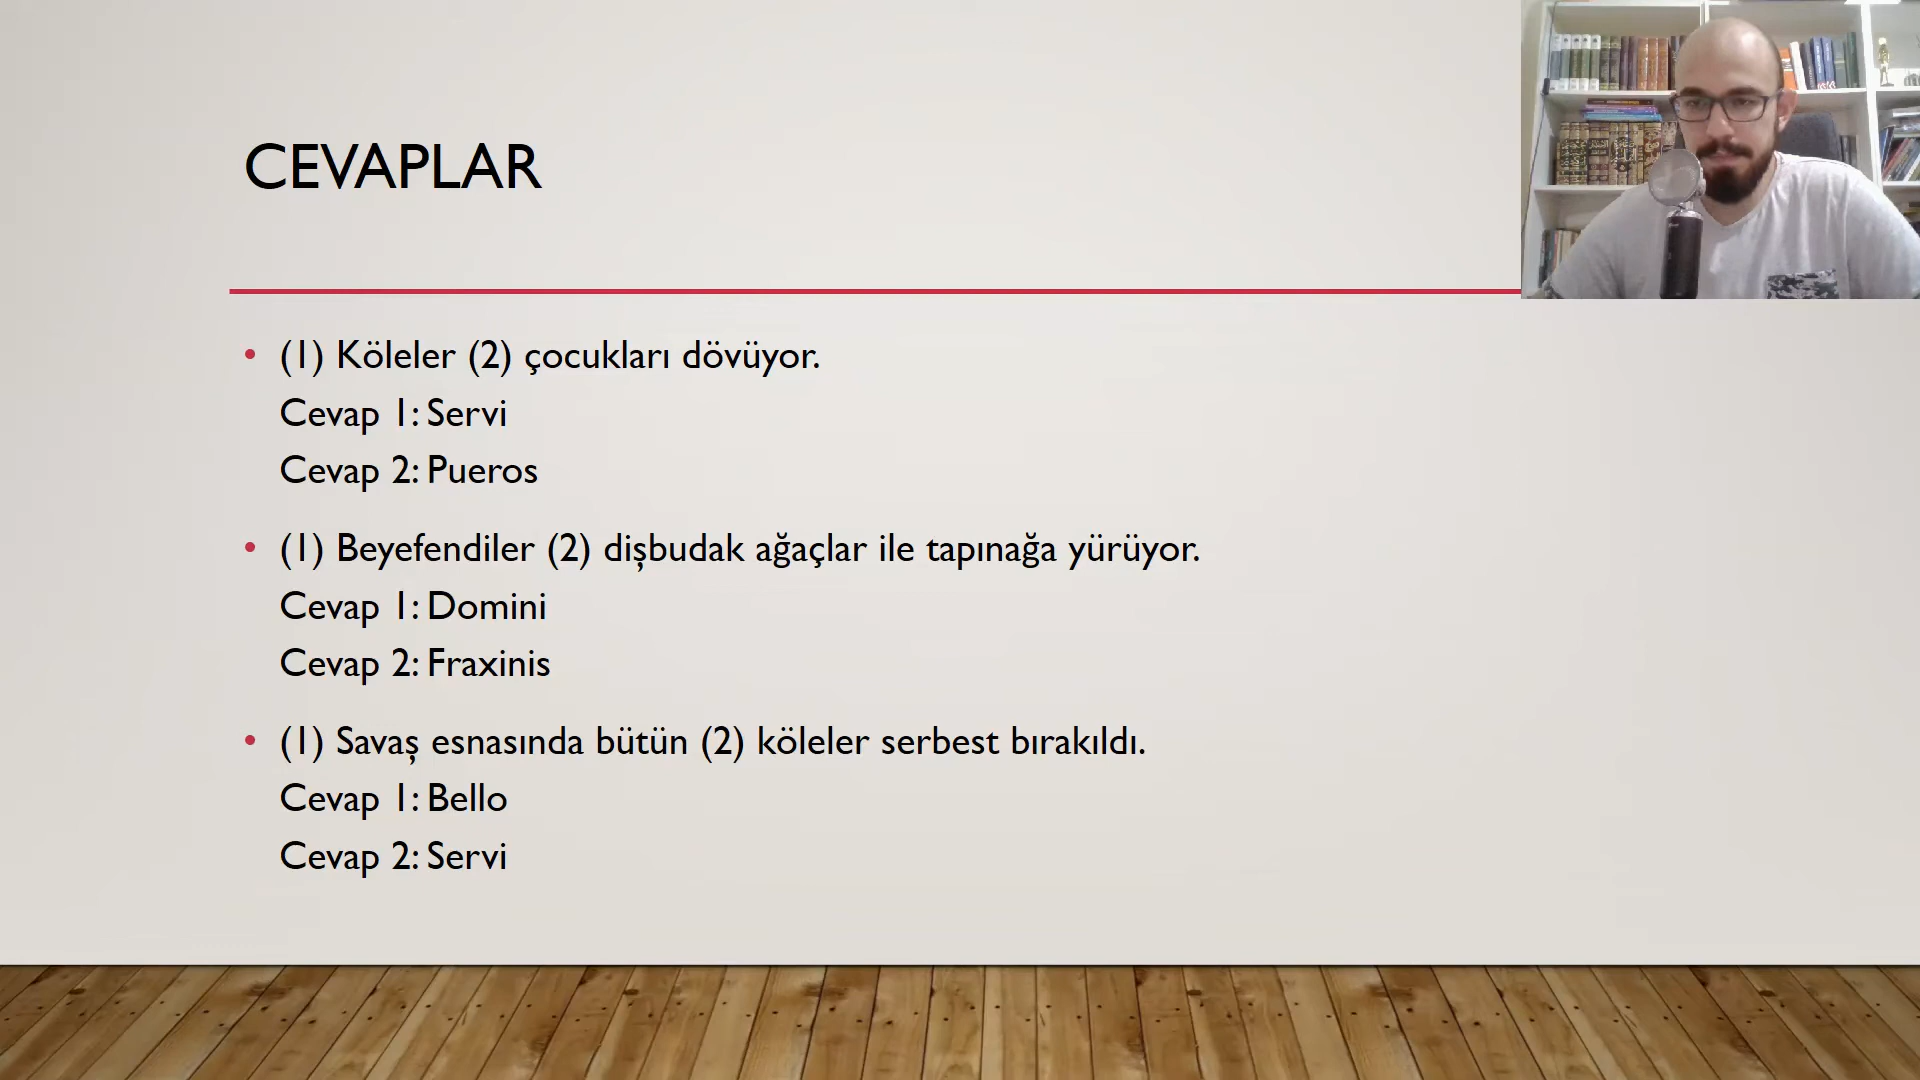 CEVAPLAR
• (1) Köleler (2) çocukları dövüyor.
Cevap 1: Servi
Cevap 2: Pueros
• (1) Beyefendiler (2) dişbudak ağaçlar ile tapınağa yürüyor.
Cevap 1: Domini
Cevap 2: Fraxinis
• (1) Savaş esnasında bütün (2) köleler serbest bırakıldı.
Cevap 1: Bello
Cevap 2: Servi